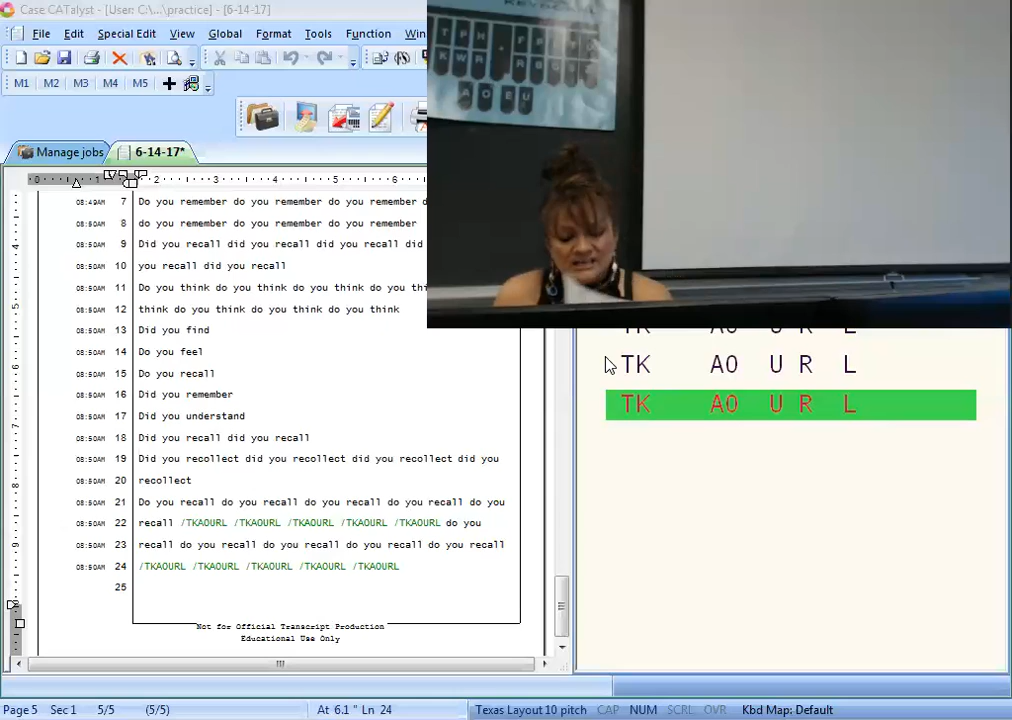 Case CATalyst - [User: C:\...\practice] - [6-14-17]
File Edit Special Edit View Global Format Tools Function
M1 M2 M3 M4 M5
Manage jobs 6-14-17*
0 1 2 3 4 5 6
08:49AM 7 Do you remember do you remember do you remember
08:50AM 8 do you remember do you remember do you remember
08:50AM 9 Did you recall did you recall did you recall did
08:50AM 10 you recall did you recall
08:50AM 11 Do you think do you think do you think do you
08:50AM 12 think do you think do you think do you think
08:50AM 13 Did you find
08:50AM 14 Do you feel
08:50AM 15 Do you recall
08:50AM 16 Did you remember
08:50AM 17 Did you understand
08:50AM 18 Did you recall did you recall
08:50AM 19 Did you recollect did you recollect did you recollect did you
08:50AM 20 recollect
08:50AM 21 Do you recall do you recall do you recall do you recall do you
08:50AM 22 recall /TKAOURL /TKAOURL /TKAOURL /TKAOURL /TKAOURL do you
08:50AM 23 recall do you recall do you recall do you recall do you recall
08:50AM 24 /TKAOURL /TKAOURL /TKAOURL /TKAOURL /TKAOURL
25
Not for Official Transcript Production
Educational Use Only
T P H F P
K W R R B G
A O E U
TK AO U R L
TK AO U R L
TK AO U R L
Page 5 Sec 1 5/5 (5/5) At 6.1 " Ln 24 Texas Layout 10 pitch CAP NUM SCRL OVR Kbd Map: Default